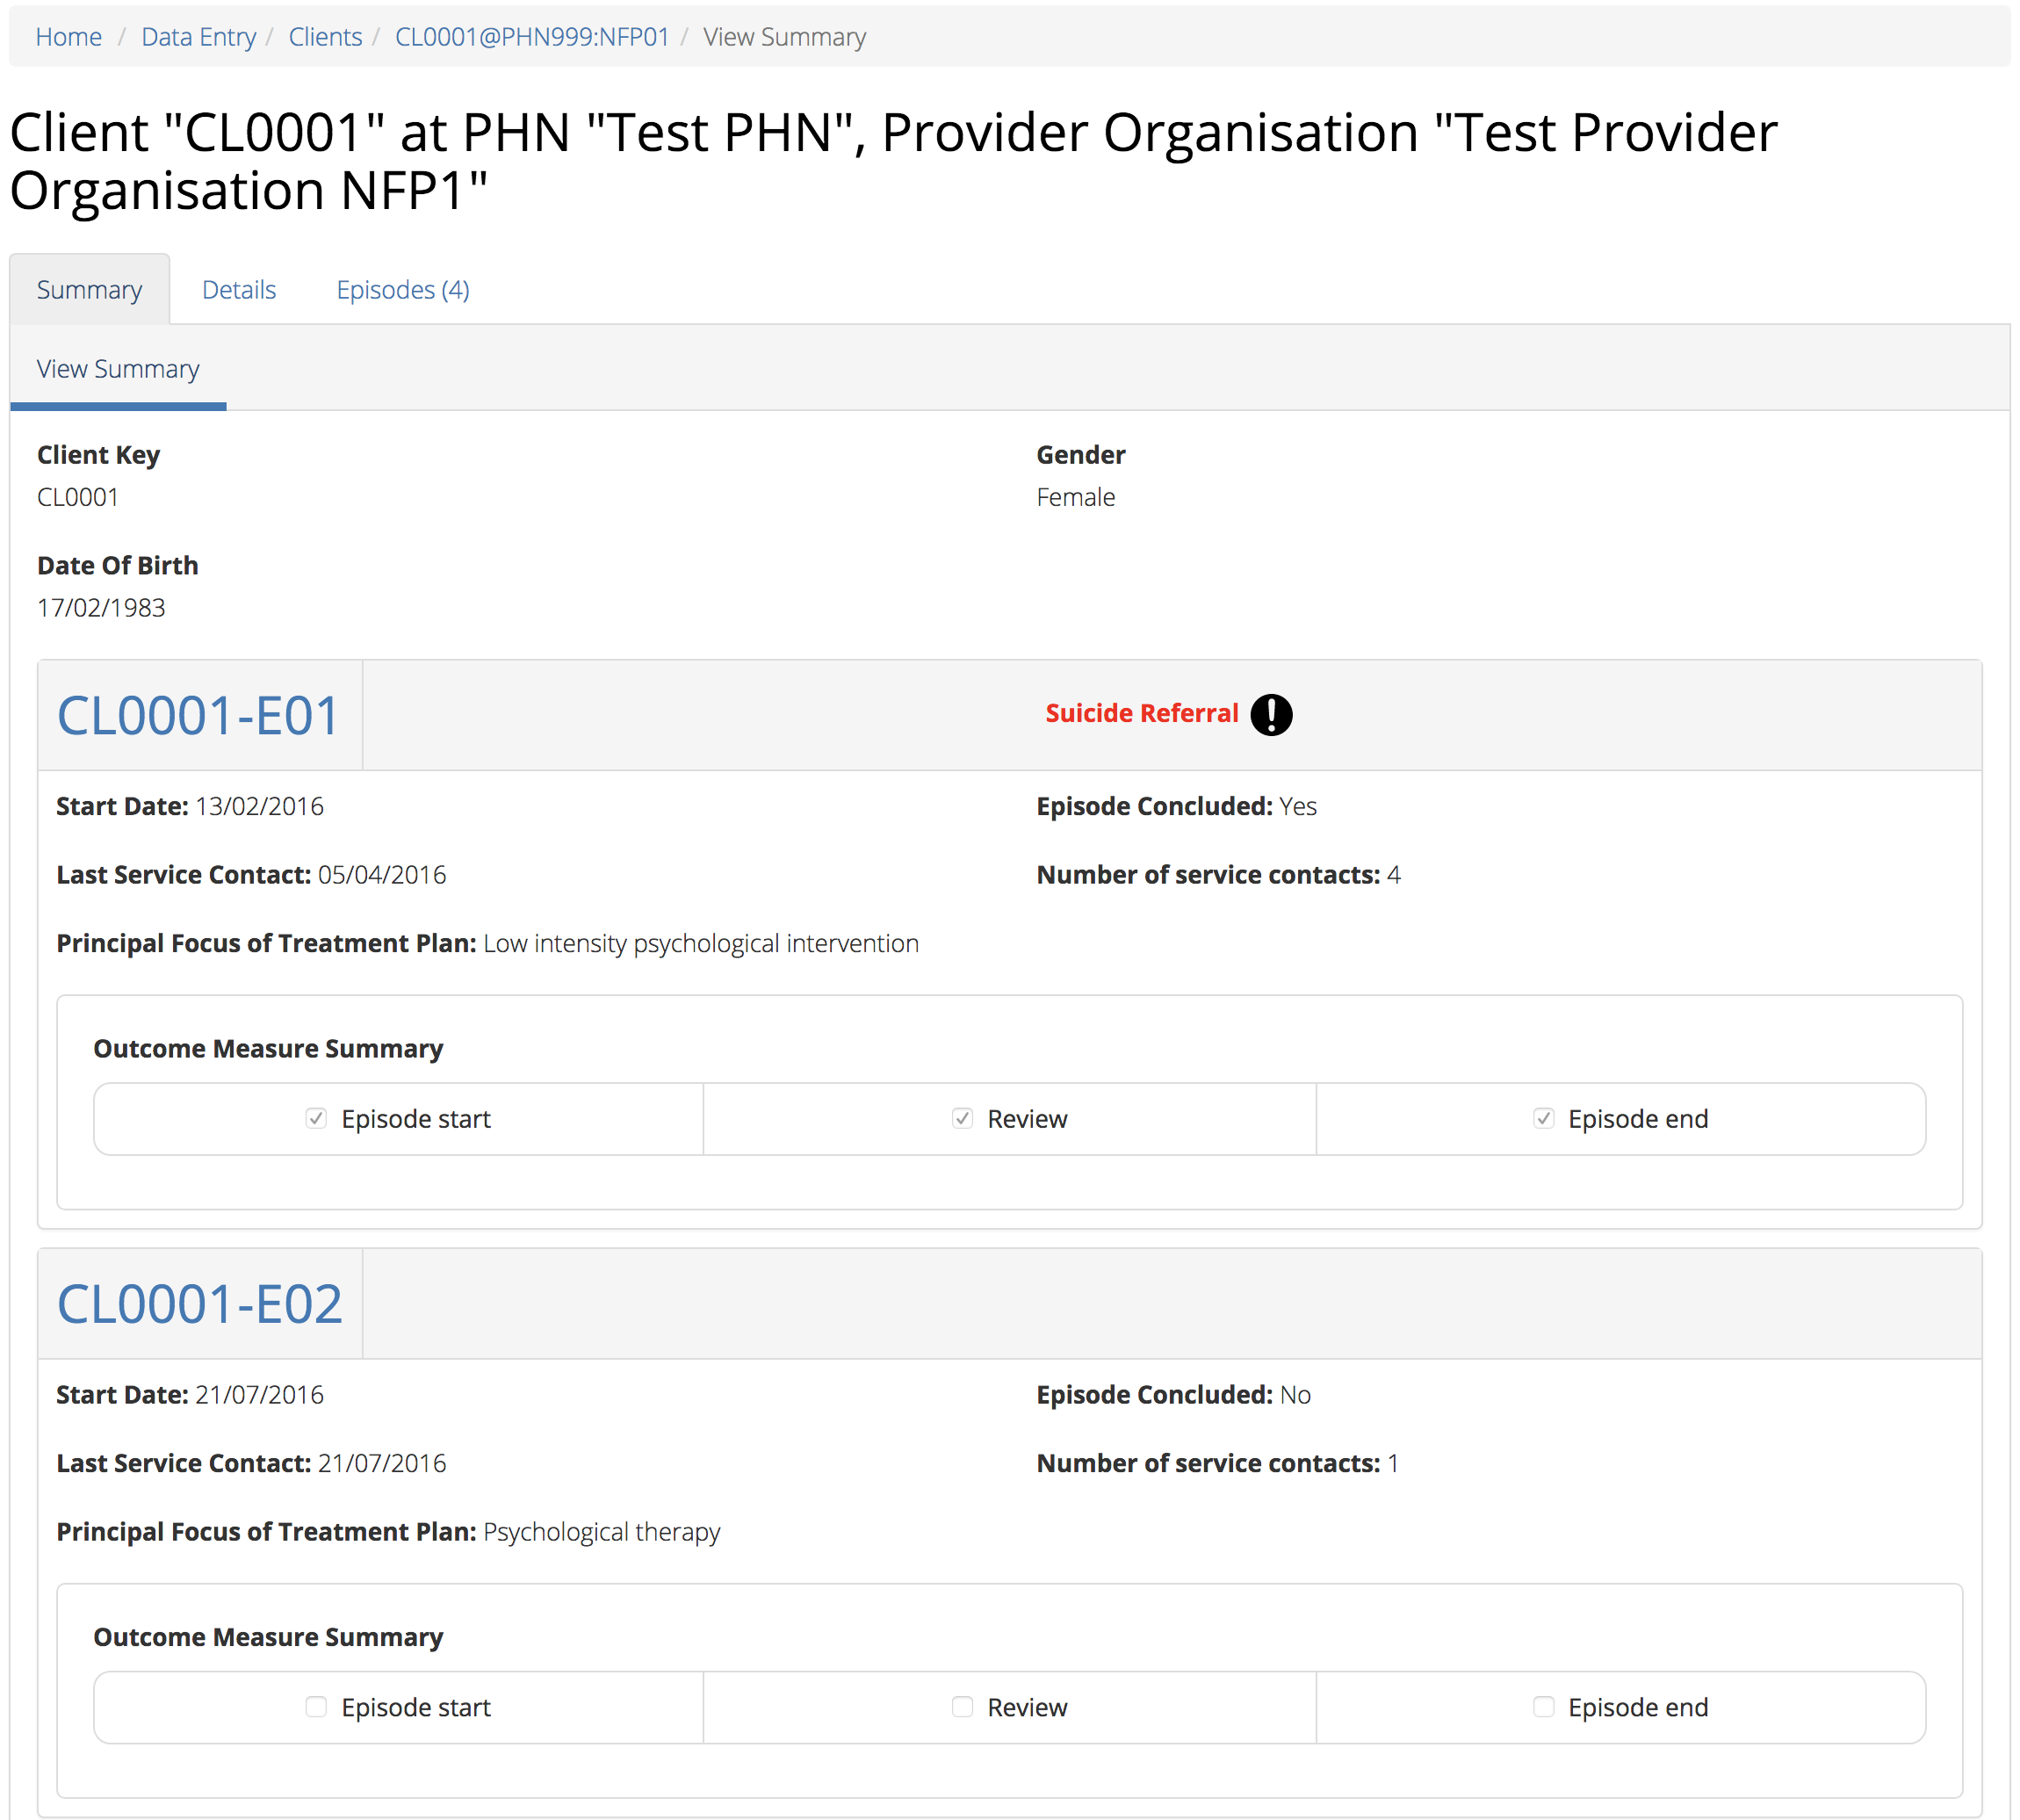 Home / Data Entry / Clients / CL0001@PHN999:NFP01 / View Summary
Client "CL0001" at PHN "Test PHN", Provider Organisation "Test Provider
Organisation NFP1"
Summary Details Episodes (4)
View Summary
Client Key Gender
CL0001 Female
Date Of Birth
17/02/1983
CL0001-E01 Suicide Referral !
Start Date: 13/02/2016 Episode Concluded: Yes
Last Service Contact: 05/04/2016 Number of service contacts: 4
Principal Focus of Treatment Plan: Low intensity psychological intervention
Outcome Measure Summary
Episode start Review Episode end
CL0001-E02
Start Date: 21/07/2016 Episode Concluded: No
Last Service Contact: 21/07/2016 Number of service contacts: 1
Principal Focus of Treatment Plan: Psychological therapy
Outcome Measure Summary
Episode start Review Episode end